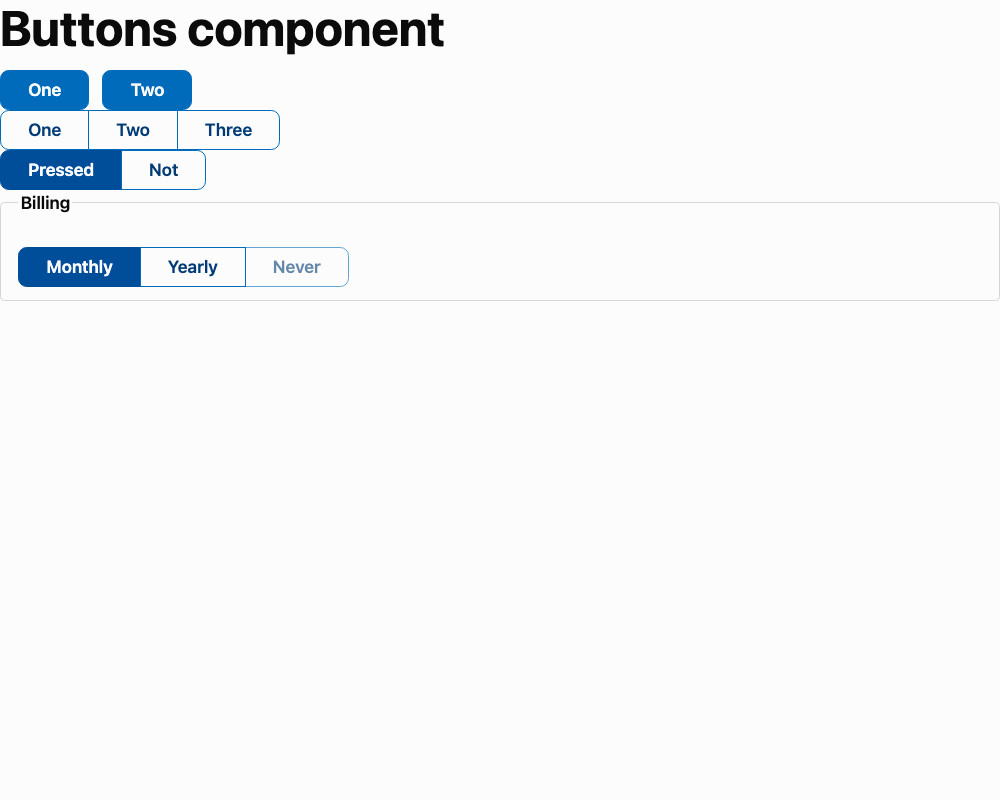 Buttons component
One Two
One Two Three
Pressed Not
Billing
Monthly Yearly Never